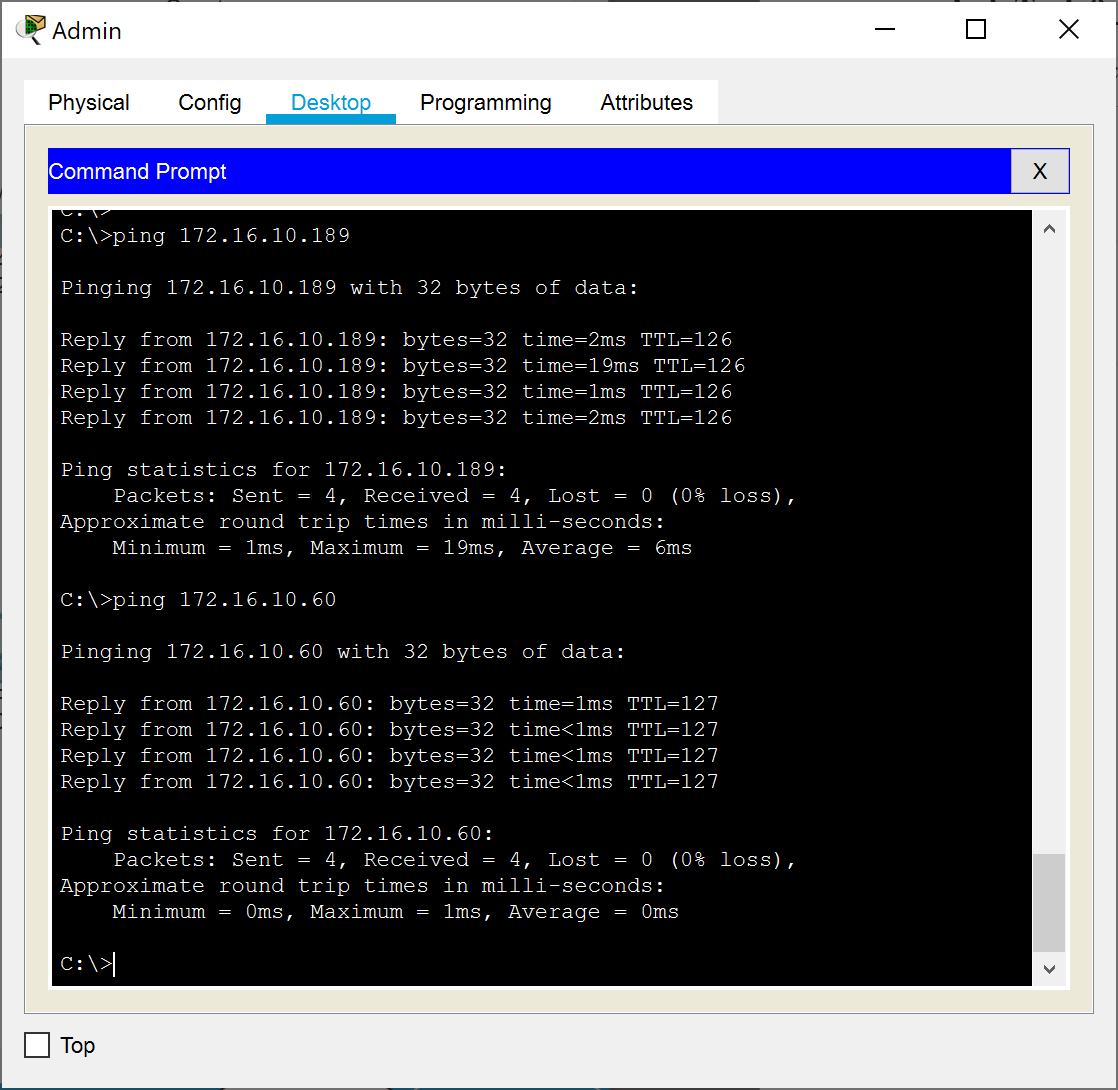 Admin
Physical Config Desktop Programming Attributes
Command Prompt X
C:\>
C:\>ping 172.16.10.189
Pinging 172.16.10.189 with 32 bytes of data:
Reply from 172.16.10.189: bytes=32 time=2ms TTL=126
Reply from 172.16.10.189: bytes=32 time=19ms TTL=126
Reply from 172.16.10.189: bytes=32 time=1ms TTL=126
Reply from 172.16.10.189: bytes=32 time=2ms TTL=126
Ping statistics for 172.16.10.189:
Packets: Sent = 4, Received = 4, Lost = 0 (0% loss),
Approximate round trip times in milli-seconds:
Minimum = 1ms, Maximum = 19ms, Average = 6ms
C:\>ping 172.16.10.60
Pinging 172.16.10.60 with 32 bytes of data:
Reply from 172.16.10.60: bytes=32 time=1ms TTL=127
Reply from 172.16.10.60: bytes=32 time<1ms TTL=127
Reply from 172.16.10.60: bytes=32 time<1ms TTL=127
Reply from 172.16.10.60: bytes=32 time<1ms TTL=127
Ping statistics for 172.16.10.60:
Packets: Sent = 4, Received = 4, Lost = 0 (0% loss),
Approximate round trip times in milli-seconds:
Minimum = 0ms, Maximum = 1ms, Average = 0ms
C:\>
Top